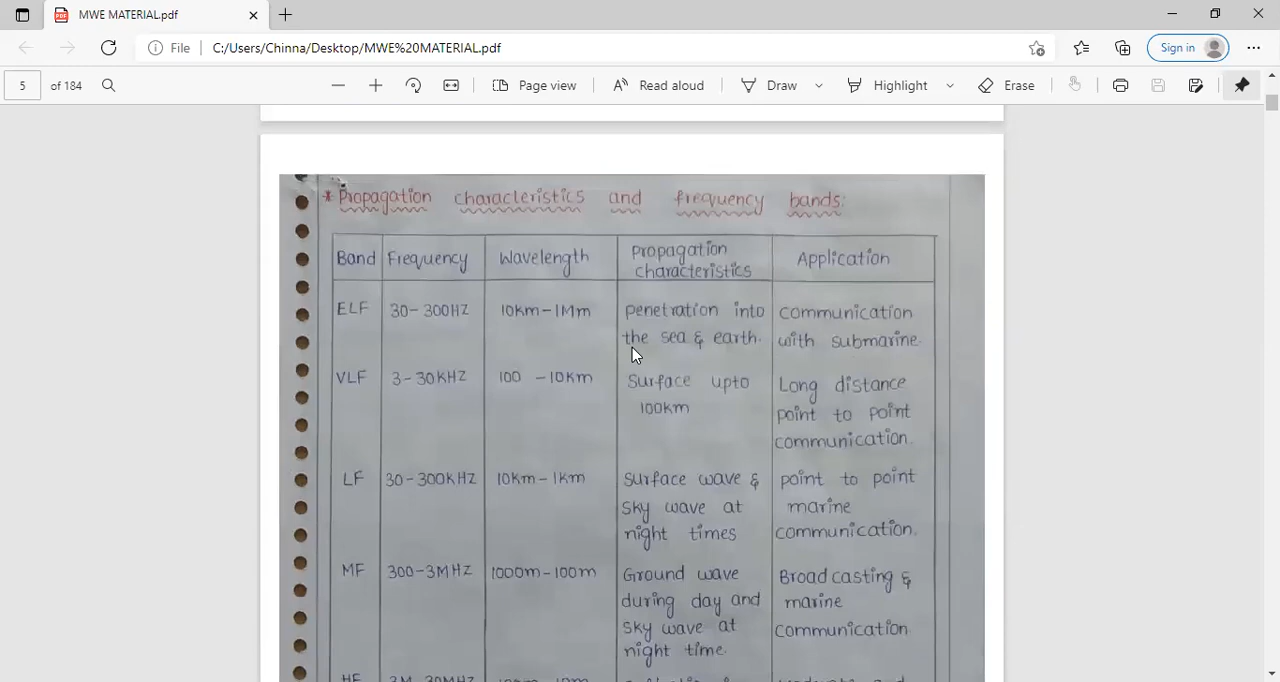 MWE MATERIAL.pdf
File
C:/Users/Chinna/Desktop/MWE%20MATERIAL.pdf
Sign in
5 of 184
Page view
Read aloud
Draw
Highlight
Erase
* Propagation characteristics and frequency bands:
Band Frequency Wavelength Propagation characteristics Application
ELF 30-300HZ 10Km-1Mm penetration into communication
the sea & earth. with submarine.
VLF 3-30KHZ 100 -10Km Surface upto Long distance
100km point to point
communication.
LF 30-300KHZ 10Km-1Km Surface wave & point to point
sky wave at marine
night times communication.
MF 300-3MHZ 1000m-100m Ground wave Broad casting &
during day and marine
sky wave at communication
night time.
HF 3M-30MHZ